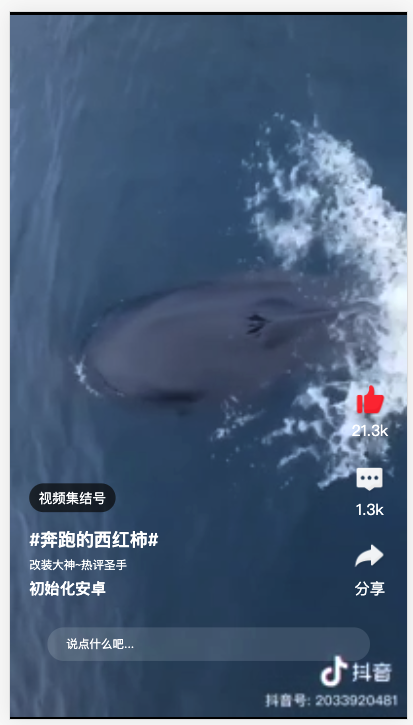 21.3k
1.3k
视频集结号
#奔跑的西红柿#
改装大神~热评圣手
初始化安卓
分享
说点什么吧...
抖音
抖音号: 2033920481